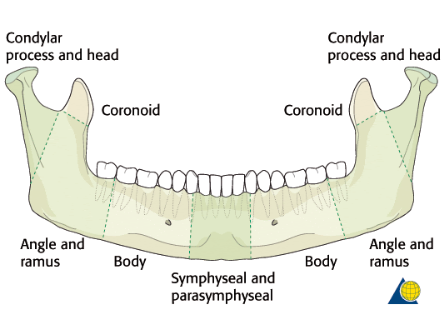 Condylar
process and head
Condylar
process and head
Coronoid
Coronoid
Angle and
ramus
Body
Symphyseal and
parasymphyseal
Body
Angle and
ramus